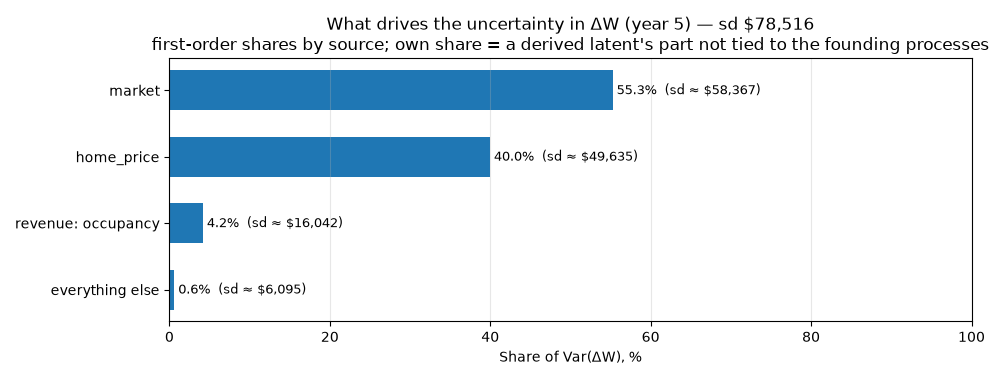 What drives the uncertainty in ΔW (year 5) — sd $78,516
first-order shares by source; own share = a derived latent's part not tied to the founding processes
market
55.3%  (sd ≈ $58,367)
home_price
40.0%  (sd ≈ $49,635)
revenue: occupancy
4.2%  (sd ≈ $16,042)
everything else
0.6%  (sd ≈ $6,095)
0 20 40 60 80 100
Share of Var(ΔW), %